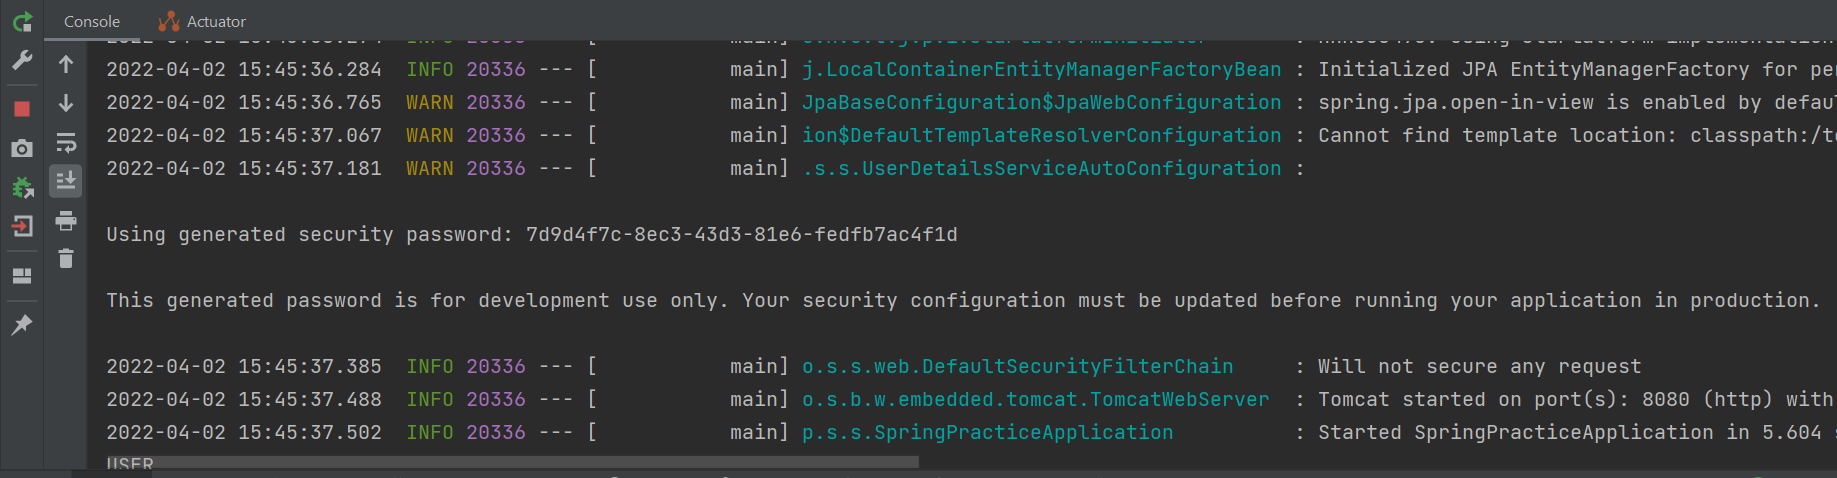 Console Actuator
2022-04-02 15:45:36.284 INFO 20336 --- [ main] j.LocalContainerEntityManagerFactoryBean : Initialized JPA EntityManagerFactory for per
2022-04-02 15:45:36.765 WARN 20336 --- [ main] JpaBaseConfiguration$JpaWebConfiguration : spring.jpa.open-in-view is enabled by defaul
2022-04-02 15:45:37.067 WARN 20336 --- [ main] ion$DefaultTemplateResolverConfiguration : Cannot find template location: classpath:/te
2022-04-02 15:45:37.181 WARN 20336 --- [ main] .s.s.UserDetailsServiceAutoConfiguration :
Using generated security password: 7d9d4f7c-8ec3-43d3-81e6-fedfb7ac4f1d
This generated password is for development use only. Your security configuration must be updated before running your application in production.
2022-04-02 15:45:37.385 INFO 20336 --- [ main] o.s.s.web.DefaultSecurityFilterChain : Will not secure any request
2022-04-02 15:45:37.488 INFO 20336 --- [ main] o.s.b.w.embedded.tomcat.TomcatWebServer : Tomcat started on port(s): 8080 (http) with
2022-04-02 15:45:37.502 INFO 20336 --- [ main] p.s.s.SpringPracticeApplication : Started SpringPracticeApplication in 5.604 s
USER